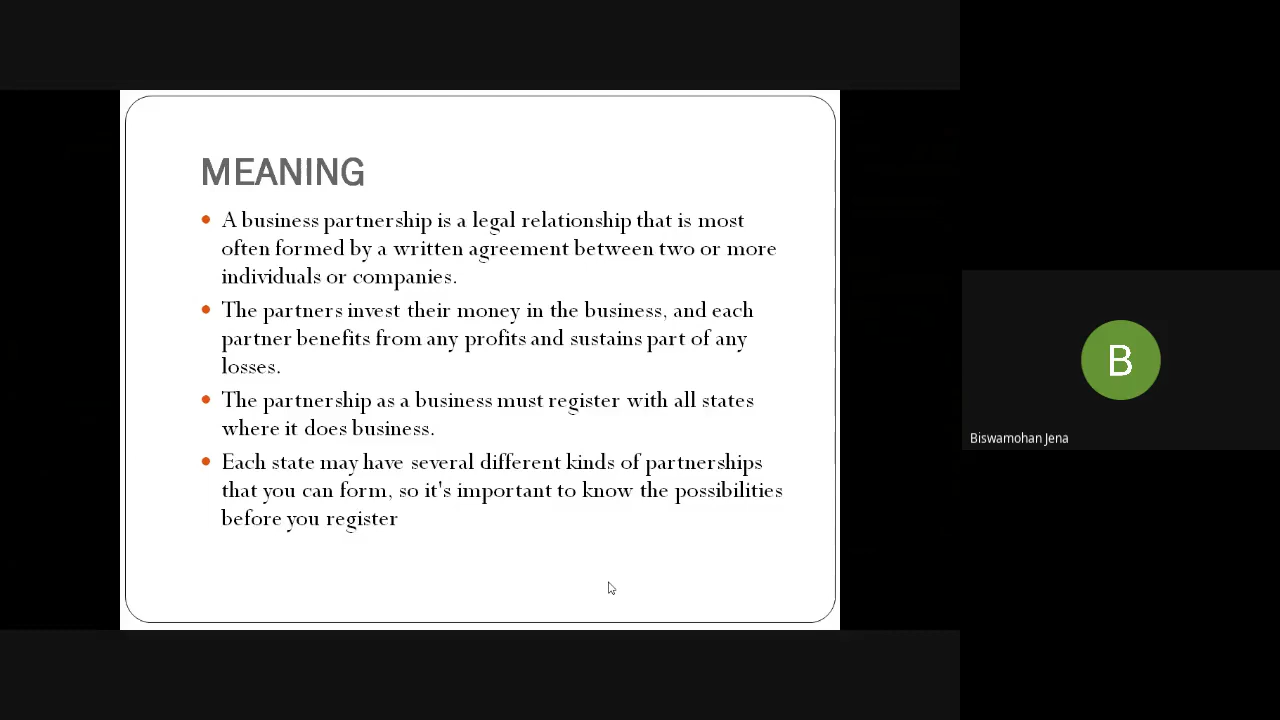 MEANING
A business partnership is a legal relationship that is most
often formed by a written agreement between two or more
individuals or companies.
The partners invest their money in the business, and each
partner benefits from any profits and sustains part of any
losses.
The partnership as a business must register with all states
where it does business.
Each state may have several different kinds of partnerships
that you can form, so it's important to know the possibilities
before you register
B
Biswamohan Jena